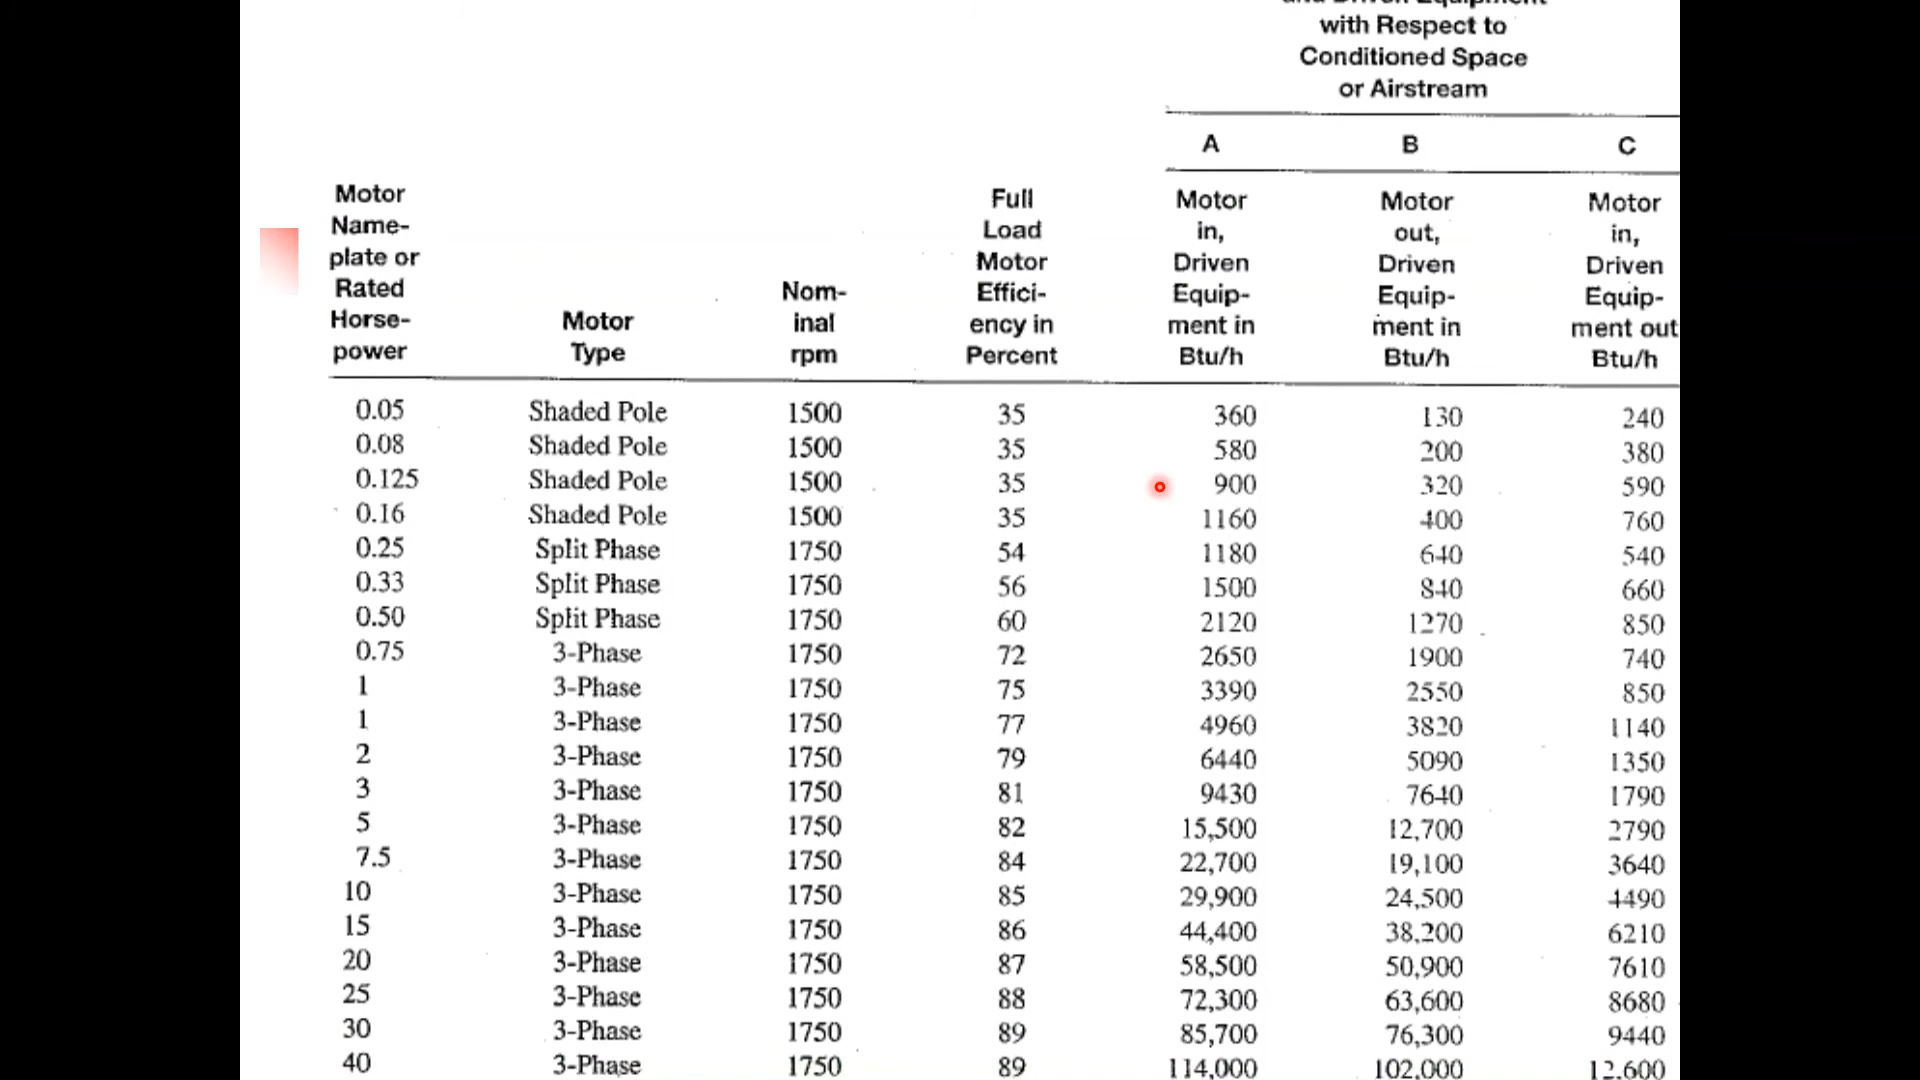 with Respect to
Conditioned Space
or Airstream
A B C
Motor Name-plate or Rated Horse-power
Motor Type
Nom-inal rpm
Full Load Motor Effici-ency in Percent
Motor in, Driven Equip-ment in Btu/h
Motor out, Driven Equip-ment in Btu/h
Motor in, Driven Equip-ment out Btu/h
0.05 Shaded Pole 1500 35 360 130 240
0.08 Shaded Pole 1500 35 580 200 380
0.125 Shaded Pole 1500 35 900 320 590
0.16 Shaded Pole 1500 35 1160 400 760
0.25 Split Phase 1750 54 1180 640 540
0.33 Split Phase 1750 56 1500 840 660
0.50 Split Phase 1750 60 2120 1270 850
0.75 3-Phase 1750 72 2650 1900 740
1 3-Phase 1750 75 3390 2550 850
1 3-Phase 1750 77 4960 3820 1140
2 3-Phase 1750 79 6440 5090 1350
3 3-Phase 1750 81 9430 7640 1790
5 3-Phase 1750 82 15,500 12,700 2790
7.5 3-Phase 1750 84 22,700 19,100 3640
10 3-Phase 1750 85 29,900 24,500 4490
15 3-Phase 1750 86 44,400 38,200 6210
20 3-Phase 1750 87 58,500 50,900 7610
25 3-Phase 1750 88 72,300 63,600 8680
30 3-Phase 1750 89 85,700 76,300 9440
40 3-Phase 1750 89 114,000 102,000 12,600